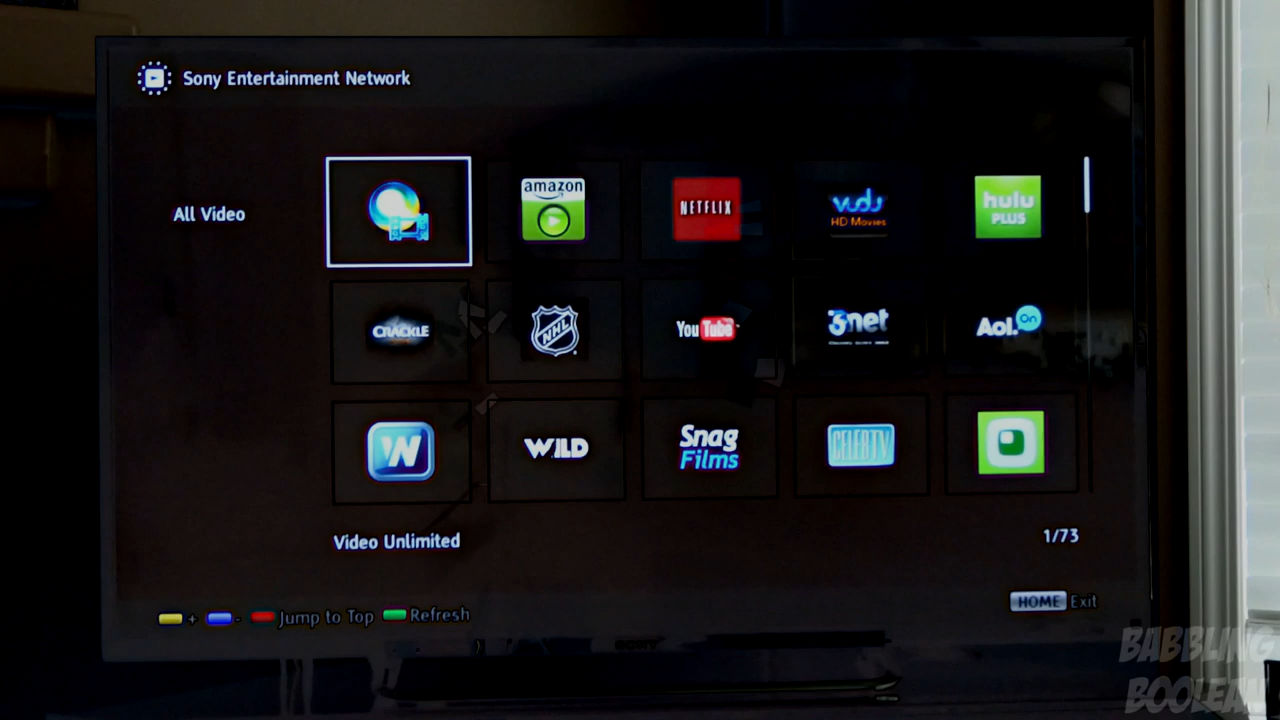 Sony Entertainment Network
All Video
amazon
NETFLIX
vudu
HD Movies
hulu
PLUS
CRACKLE
NHL
YouTube
3net
Aol.On
W
WILD
Snag
Films
CELEBTV
Video Unlimited
1/73
+ - Jump to Top Refresh
HOME Exit
SONY
BABBLING
BOOLEAN